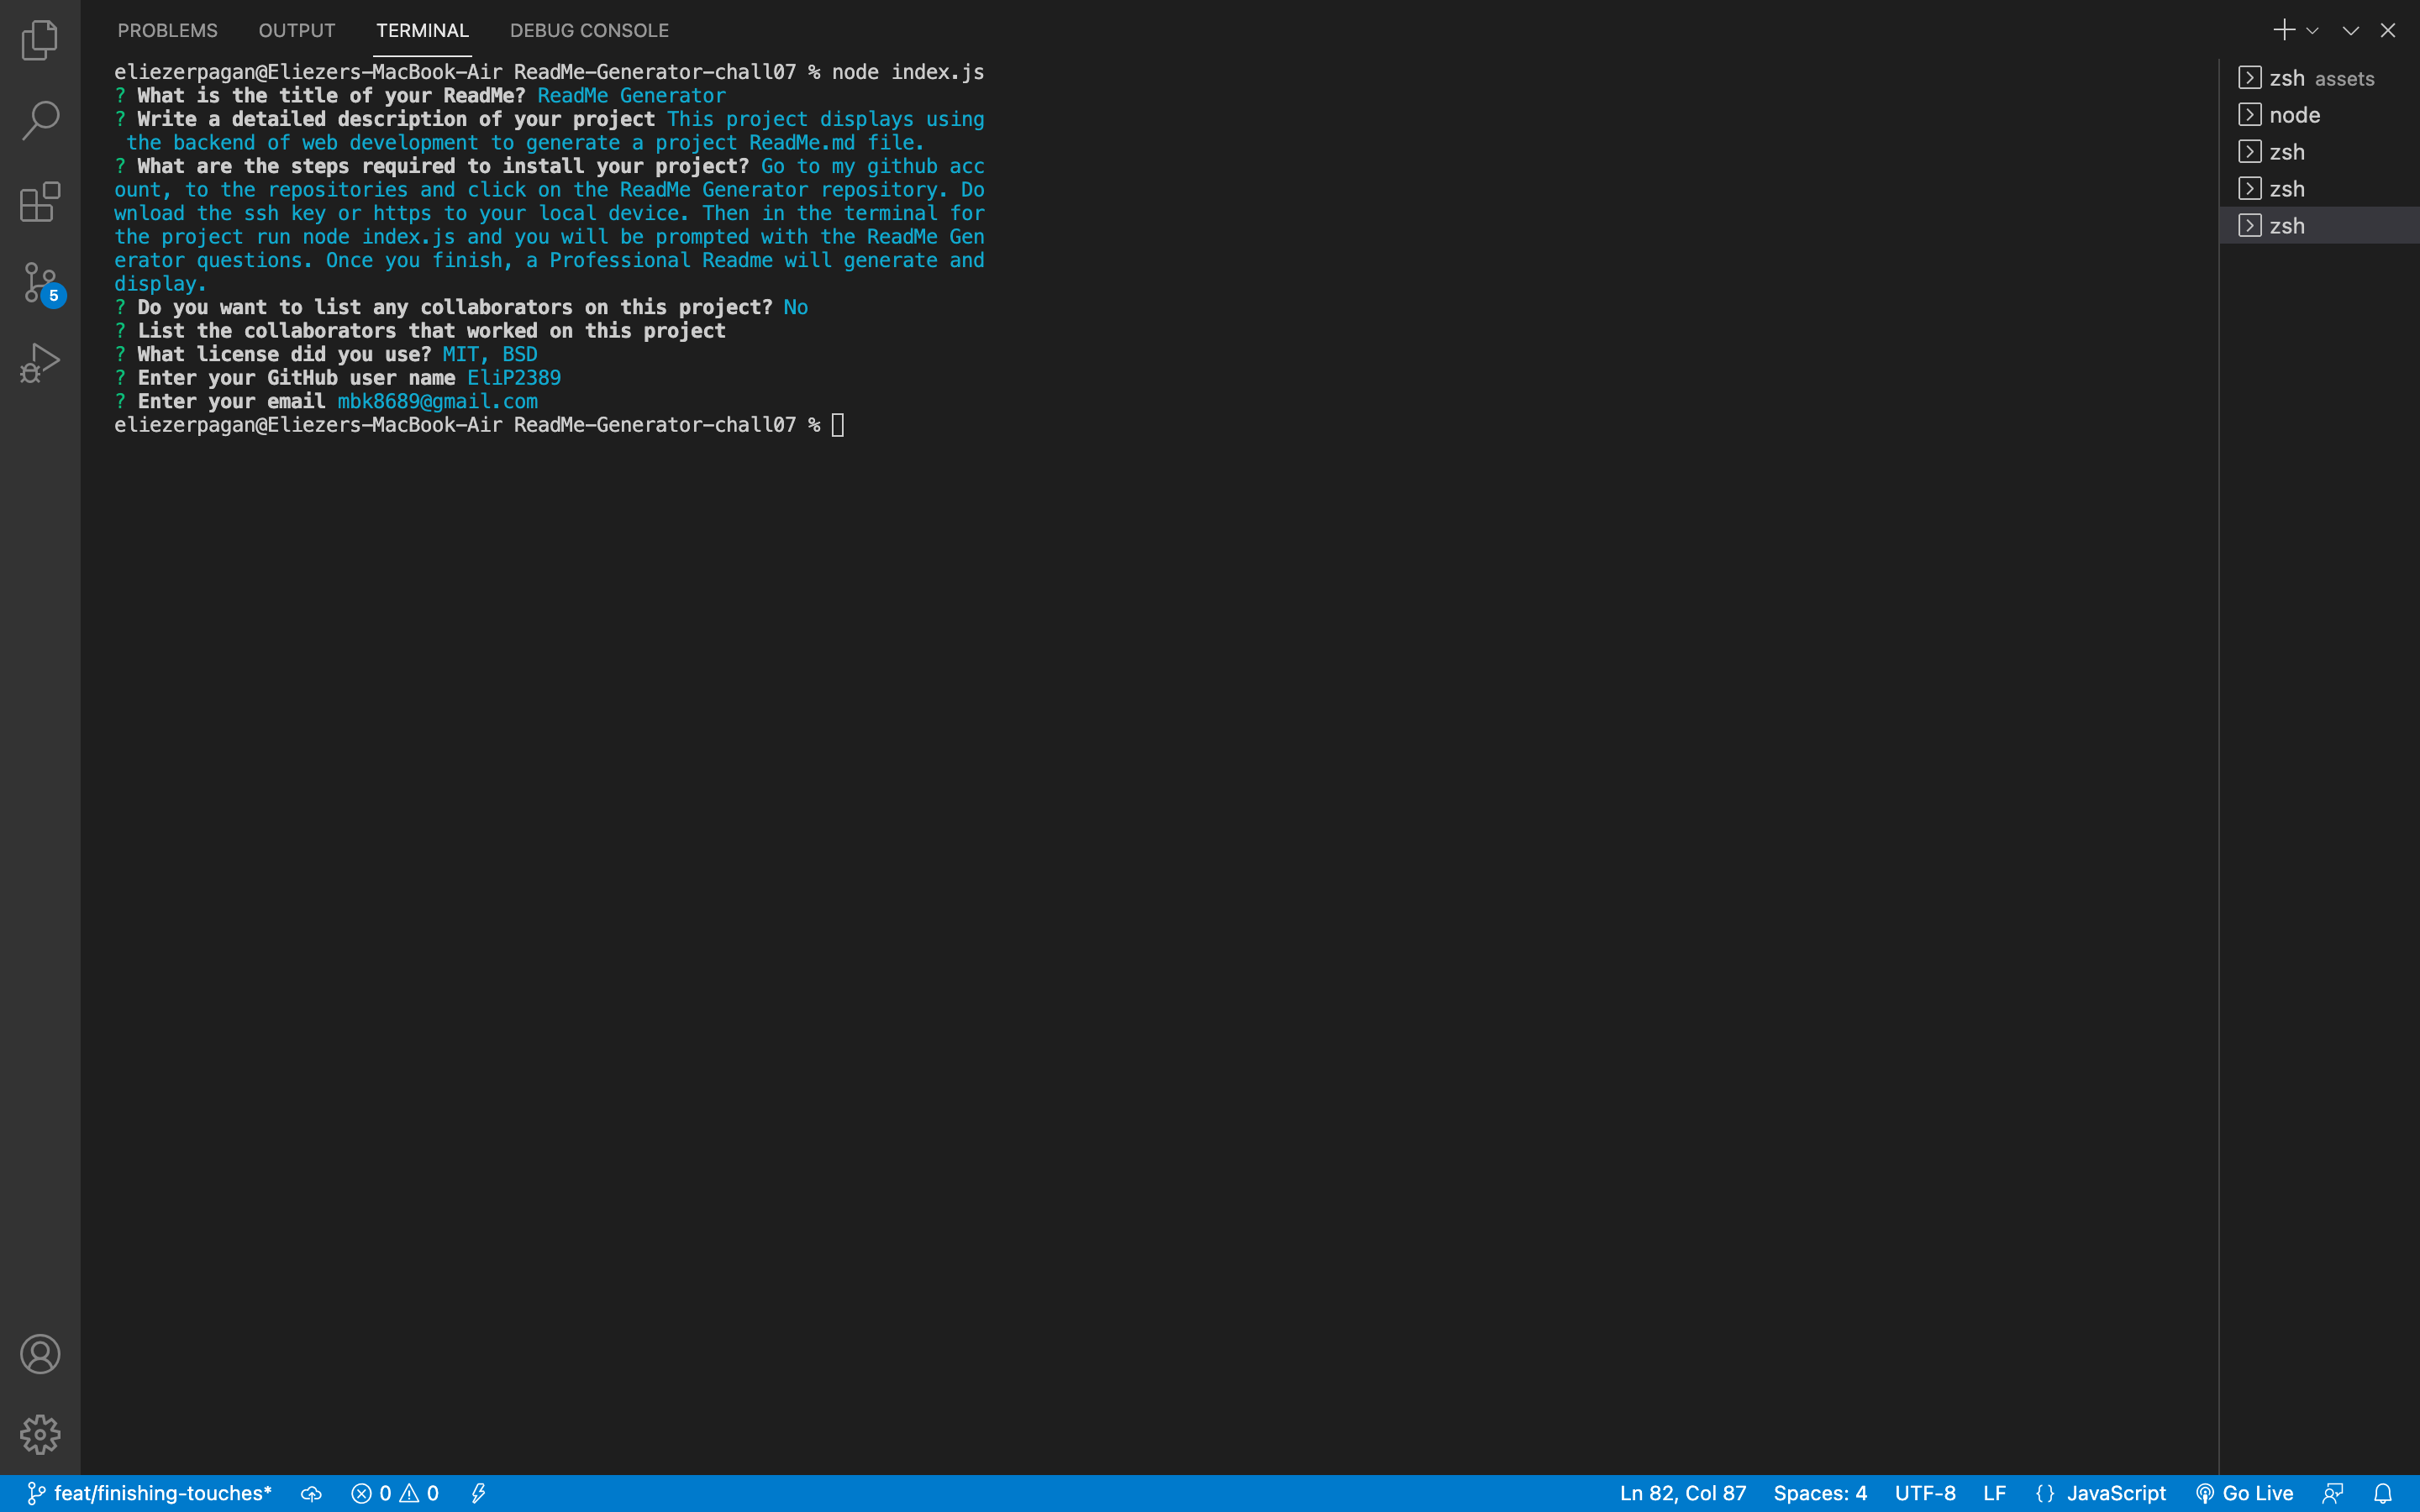 PROBLEMS OUTPUT TERMINAL DEBUG CONSOLE
eliezerpagan@Eliezers-MacBook-Air ReadMe-Generator-chall07 % node index.js
? What is the title of your ReadMe? ReadMe Generator
? Write a detailed description of your project This project displays using
the backend of web development to generate a project ReadMe.md file.
? What are the steps required to install your project? Go to my github acc
ount, to the repositories and click on the ReadMe Generator repository. Do
wnload the ssh key or https to your local device. Then in the terminal for
the project run node index.js and you will be prompted with the ReadMe Gen
erator questions. Once you finish, a Professional Readme will generate and
display.
? Do you want to list any collaborators on this project? No
? List the collaborators that worked on this project
? What license did you use? MIT, BSD
? Enter your GitHub user name EliP2389
? Enter your email mbk8689@gmail.com
eliezerpagan@Eliezers-MacBook-Air ReadMe-Generator-chall07 %
zsh assets
node
zsh
zsh
zsh
5
feat/finishing-touches* 0 0 Ln 82, Col 87 Spaces: 4 UTF-8 LF {} JavaScript Go Live